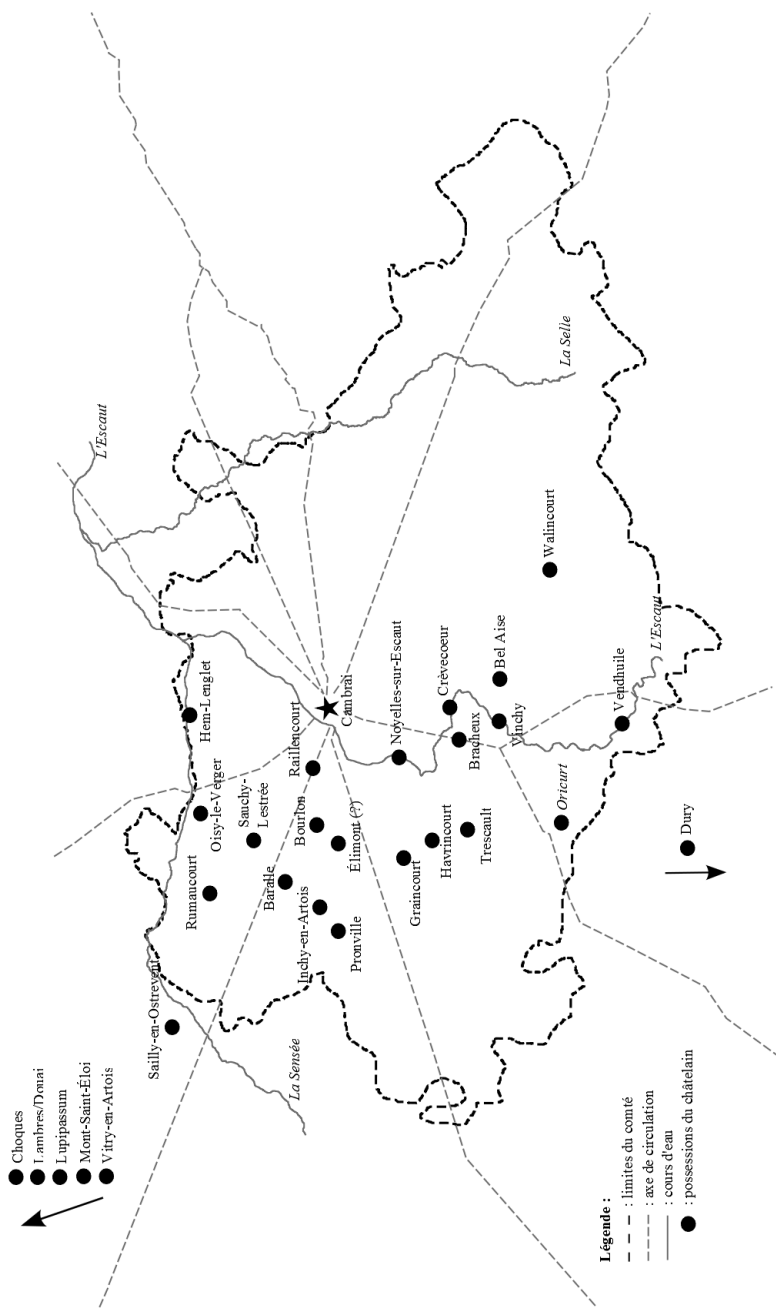 Choques
Lambres/Douai
Lupipassum
Mont-Saint-Éloi
Vitry-en-Artois
L'Escaut
Sailly-en-Ostrevent
La Sensée
Rumaucourt
Oisy-le-Verger
Hem-Lenglet
Sauchy-
Lestrée
Baralle
Raillencourt
Bourlon
Inchy-en-Artois
Élimont (?)
Pronville
Cambrai
Noyelles-sur-Escaut
Graincourt
Havrincourt
Trescault
Crèvecoeur
Bracheux
Vinchy
Bel Aise
La Selle
Walincourt
Oricurt
Vendhuile
L'Escaut
Dury
Légende :
: limites du comté
: axe de circulation
: cours d'eau
: possessions du châtelain